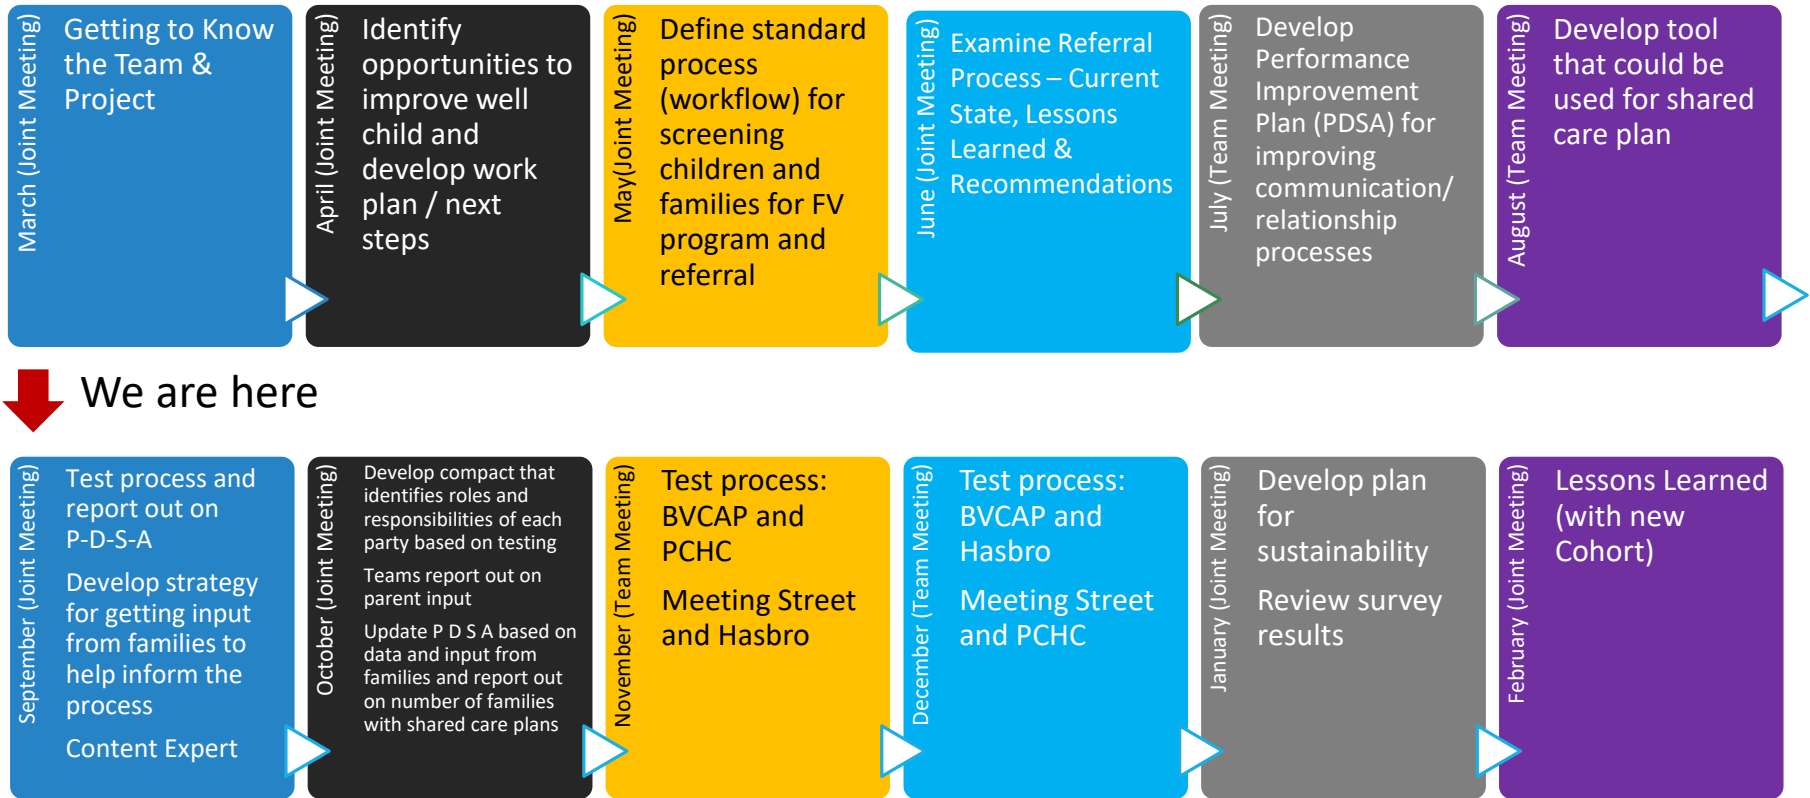 March (Joint Meeting)
Getting to Know
the Team &
Project
April (Joint Meeting)
Identify
opportunities to
improve well
child and
develop work
plan / next
steps
May(Joint Meeting)
Define standard
process
(workflow) for
screening
children and
families for FV
program and
referral
June (Joint Meeting)
Examine Referral
Process – Current
State, Lessons
Learned &
Recommendations
July (Team Meeting)
Develop
Performance
Improvement
Plan (PDSA) for
improving
communication/
relationship
processes
August (Team Meeting)
Develop tool
that could be
used for shared
care plan
We are here
September (Joint Meeting)
Test process and
report out on
P-D-S-A
Develop strategy
for getting input
from families to
help inform the
process
Content Expert
October (Joint Meeting)
Develop compact that
identifies roles and
responsibilities of each
party based on testing
Teams report out on
parent input
Update P D S A based on
data and input from
families and report out
on number of families
with shared care plans
November (Team Meeting)
Test process:
BVCAP and
PCHC
Meeting Street
and Hasbro
December (Team Meeting)
Test process:
BVCAP and
Hasbro
Meeting Street
and PCHC
January (Joint Meeting)
Develop plan
for
sustainability
Review survey
results
February (Joint Meeting)
Lessons Learned
(with new
Cohort)